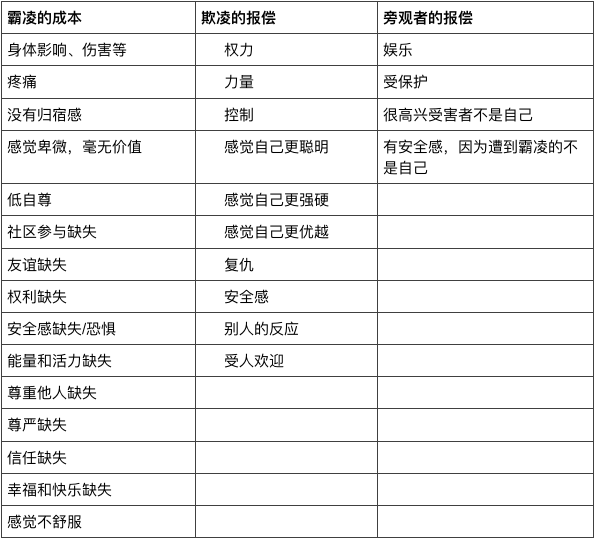 霸凌的成本 欺凌的报偿 旁观者的报偿
身体影响、伤害等 权力 娱乐
疼痛 力量 受保护
没有归宿感 控制 很高兴受害者不是自己
感觉卑微，毫无价值 感觉自己更聪明 有安全感，因为遭到霸凌的不
是自己
低自尊 感觉自己更强硬
社区参与缺失 感觉自己更优越
友谊缺失 复仇
权利缺失 安全感
安全感缺失/恐惧 别人的反应
能量和活力缺失 受人欢迎
尊重他人缺失
尊严缺失
信任缺失
幸福和快乐缺失
感觉不舒服